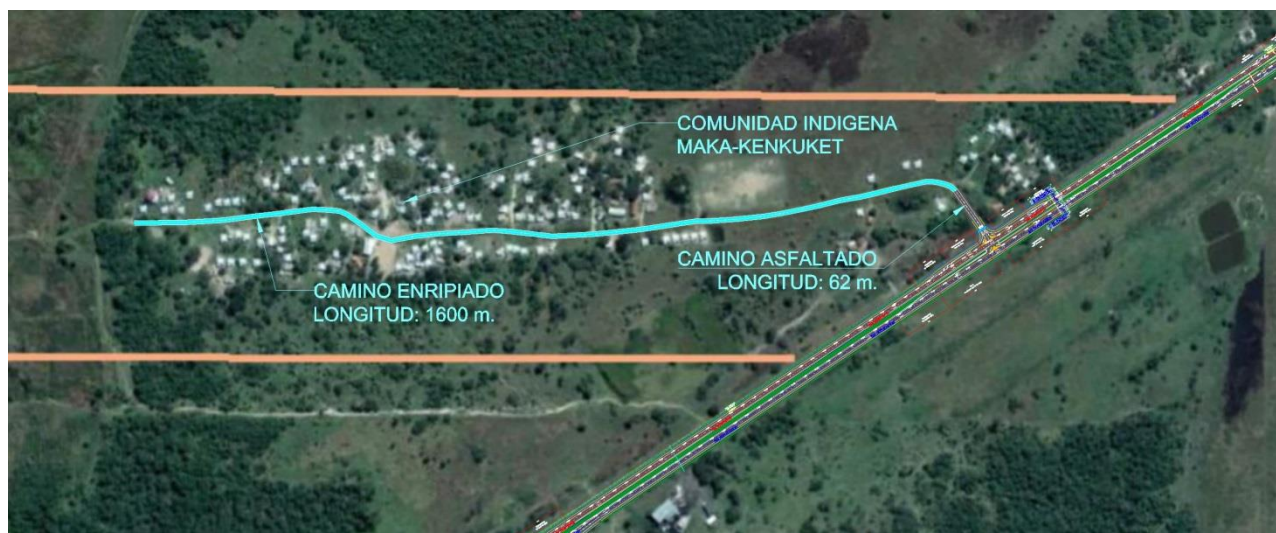 COMUNIDAD INDIGENA
MAKA-KENKUKET
CAMINO ASFALTADO
LONGITUD: 62 m.
CAMINO ENRIPIADO
LONGITUD: 1600 m.